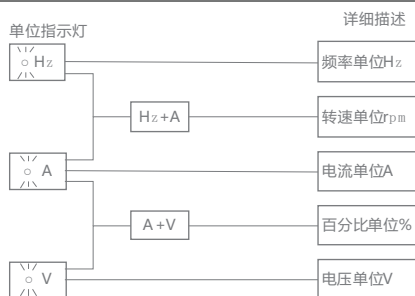 详细描述
单位指示灯
Hz
频率单位Hz
Hz+A
转速单位rpm
A
电流单位A
A+V
百分比单位%
V
电压单位V